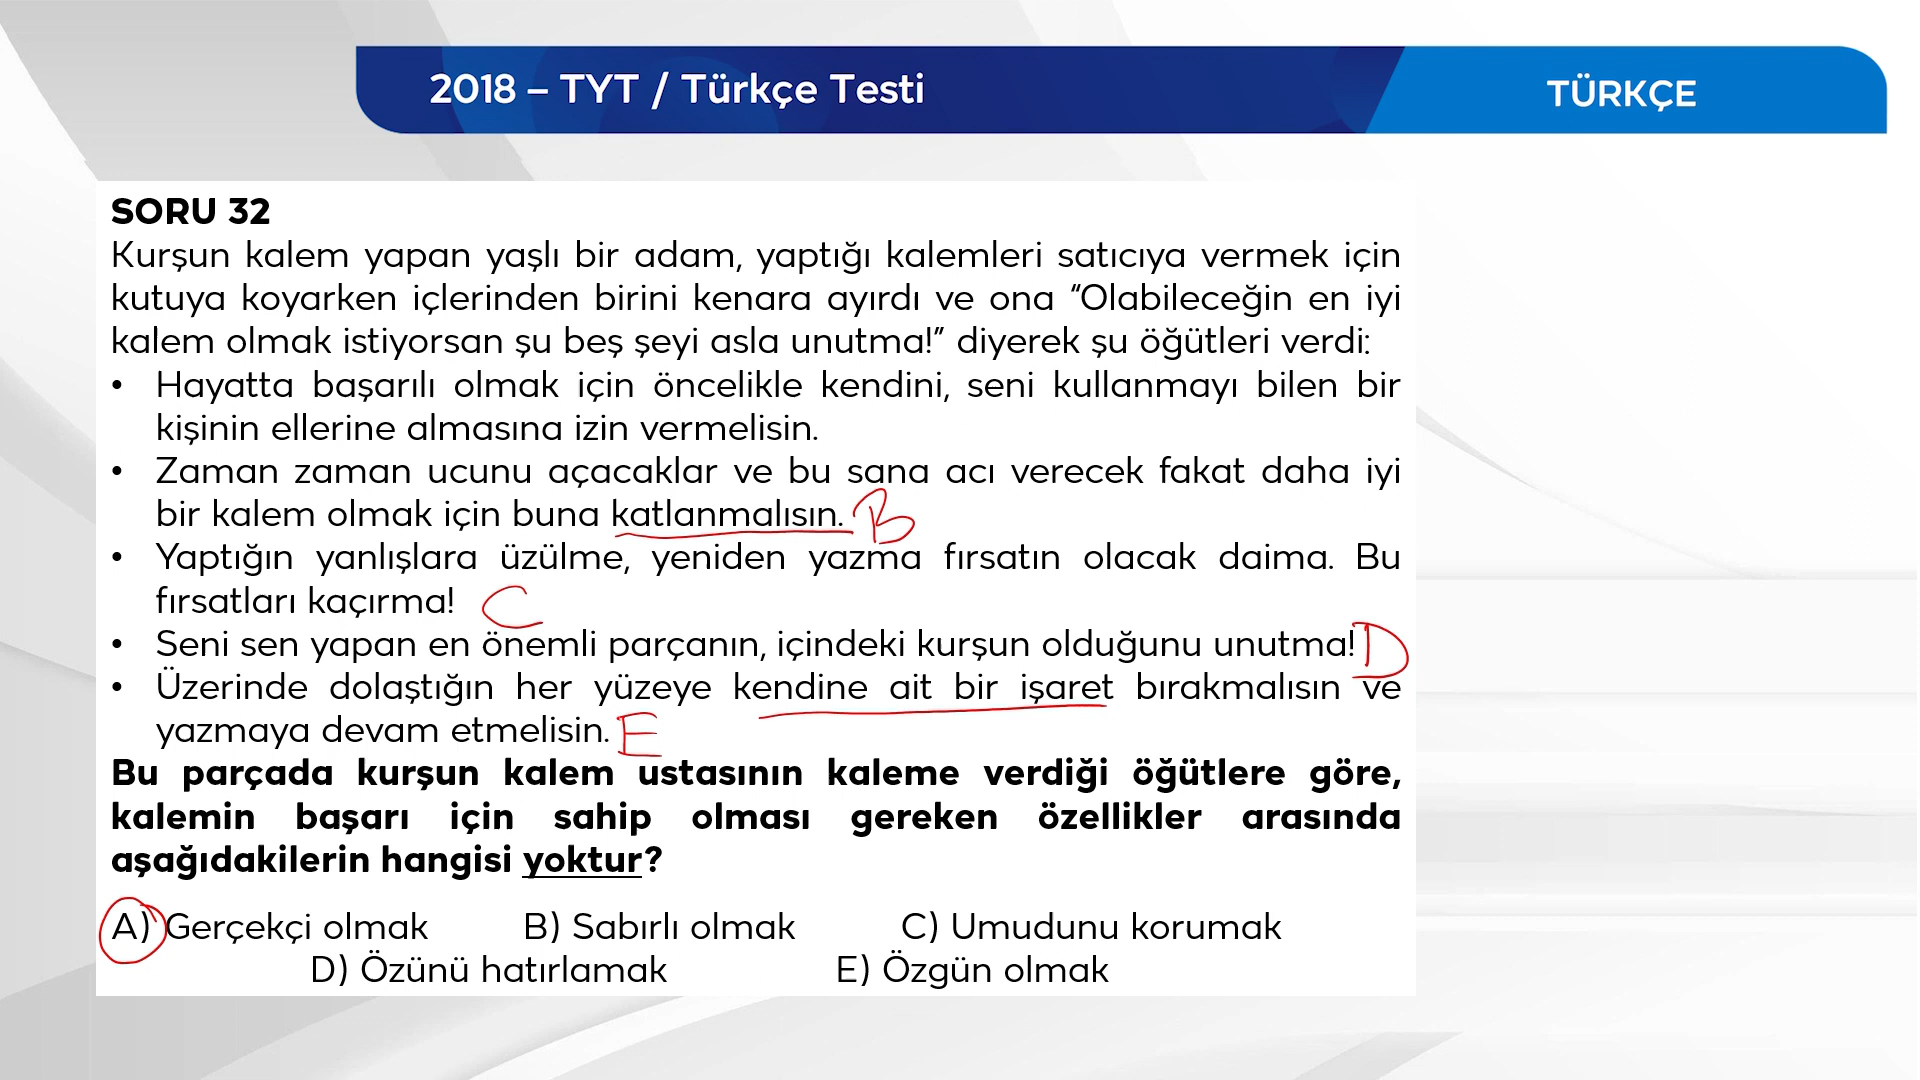 2018 – TYT / Türkçe Testi
TÜRKÇE
SORU 32
Kurşun kalem yapan yaşlı bir adam, yaptığı kalemleri satıcıya vermek için
kutuya koyarken içlerinden birini kenara ayırdı ve ona “Olabileceğin en iyi
kalem olmak istiyorsan şu beş şeyi asla unutma!” diyerek şu öğütleri verdi:
• Hayatta başarılı olmak için öncelikle kendini, seni kullanmayı bilen bir
kişinin ellerine almasına izin vermelisin.
• Zaman zaman ucunu açacaklar ve bu sana acı verecek fakat daha iyi
bir kalem olmak için buna katlanmalısın. B
• Yaptığın yanlışlara üzülme, yeniden yazma fırsatın olacak daima. Bu
fırsatları kaçırma! C
• Seni sen yapan en önemli parçanın, içindeki kurşun olduğunu unutma! D
• Üzerinde dolaştığın her yüzeye kendine ait bir işaret bırakmalısın ve
yazmaya devam etmelisin. E
Bu parçada kurşun kalem ustasının kaleme verdiği öğütlere göre,
kalemin başarı için sahip olması gereken özellikler arasında
aşağıdakilerin hangisi yoktur?
A) Gerçekçi olmak B) Sabırlı olmak C) Umudunu korumak
D) Özünü hatırlamak E) Özgün olmak